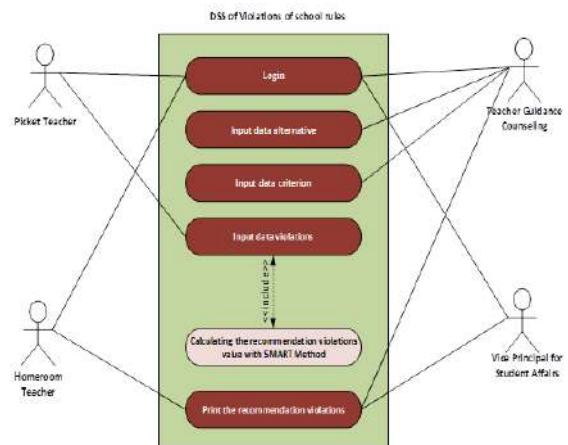 DSS of Violations of school rules
Login
Picket Teacher
Teacher Guidance
Counseling
Input data alternative
Input data criterion
Input data violations
<<include>>
Calculating the recommendation violations
value with SMART Method
Homeroom
Teacher
Vice Principal for
Student Affairs
Print the recommendation violations